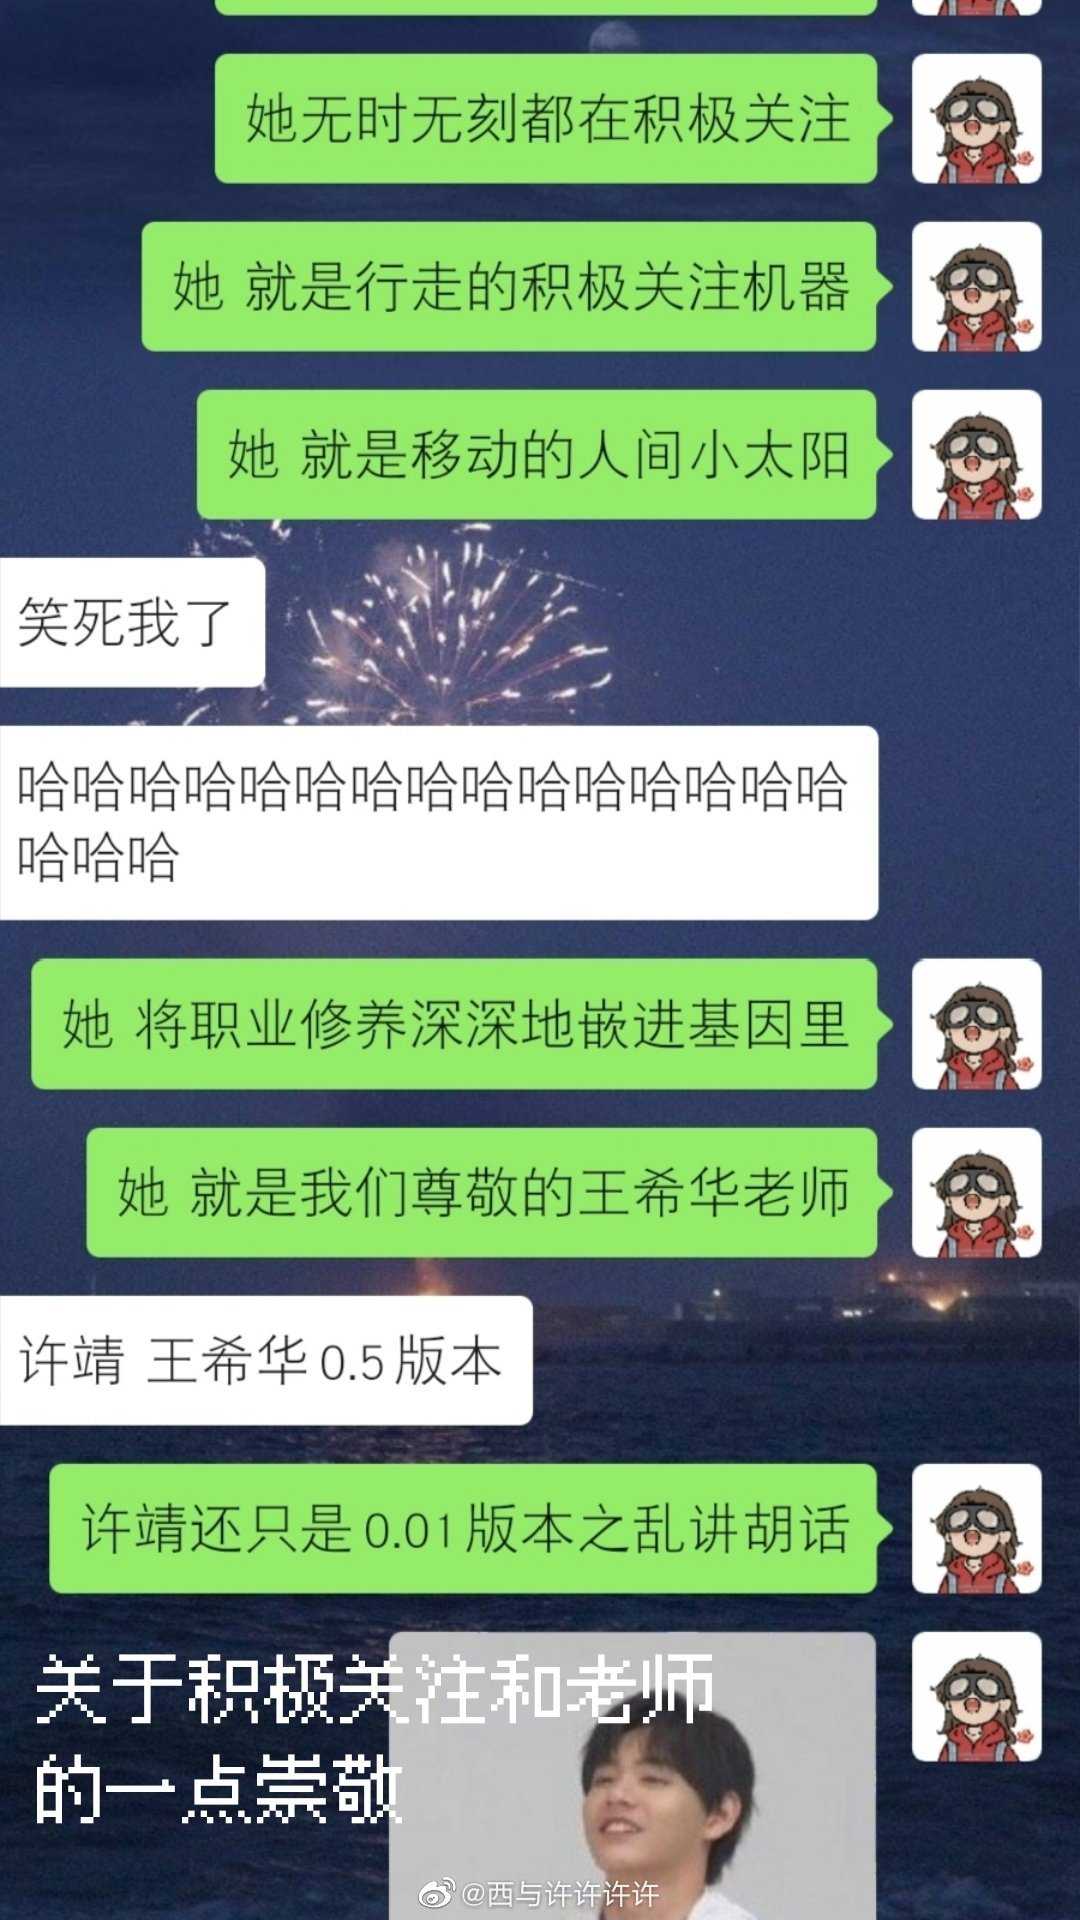 她无时无刻都在积极关注
她 就是行走的积极关注机器
她 就是移动的人间小太阳
笑死我了
哈哈哈哈哈哈哈哈哈哈哈哈哈哈哈
哈哈哈
她 将职业修养深深地嵌进基因里
她 就是我们尊敬的王希华老师
许靖 王希华0.5版本
许靖还只是0.01版本之乱讲胡话
关于积极关注和老师
的一点崇敬
@西与许许许许